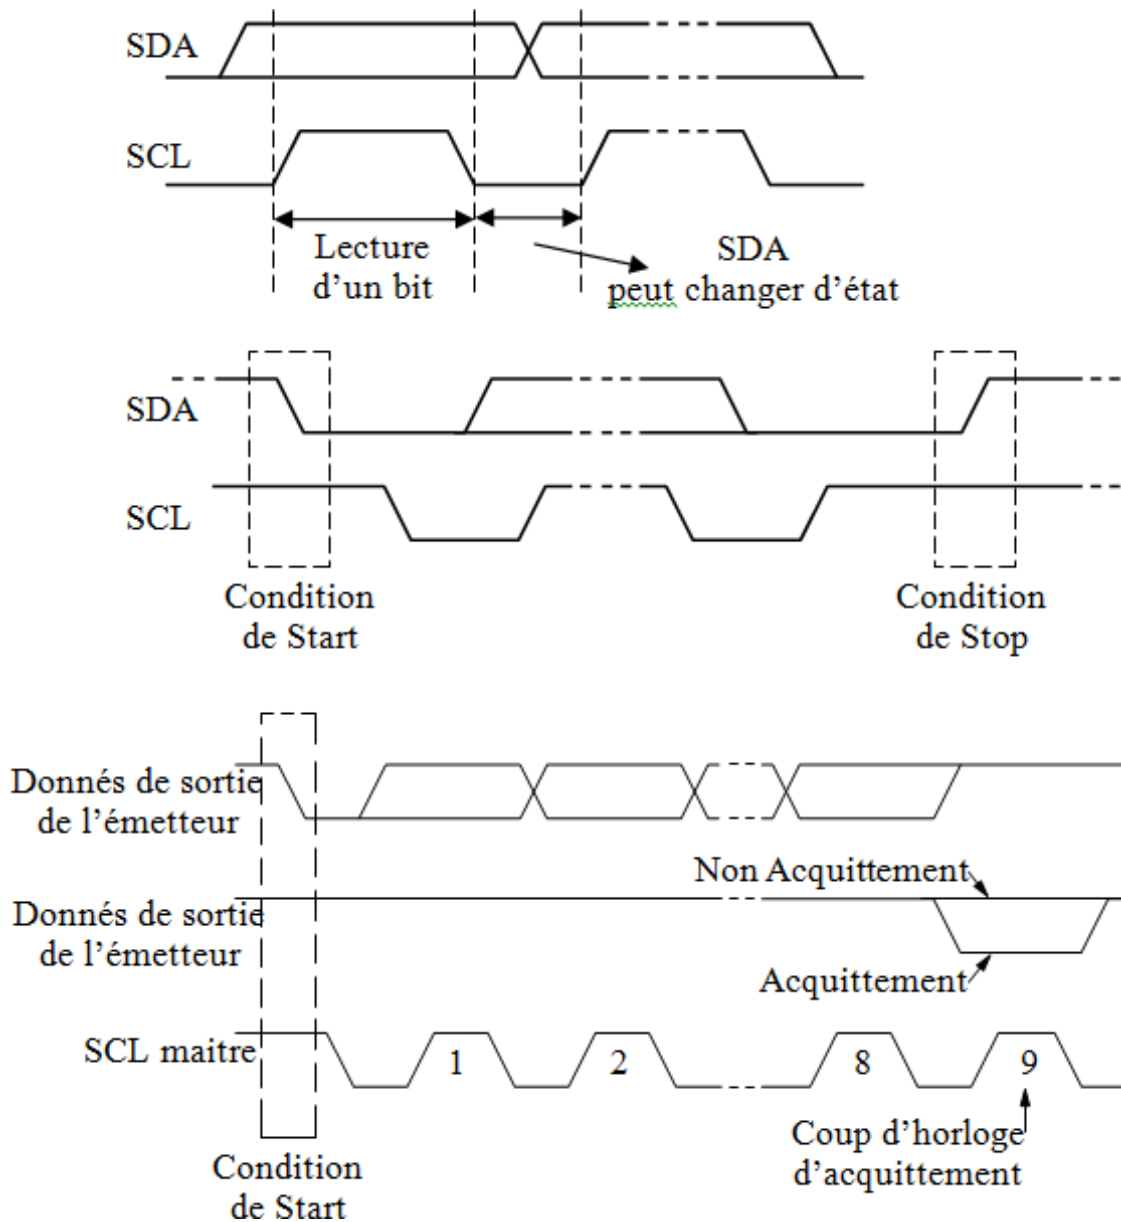 SDA
SCL
Lecture
d'un bit
SDA
peut changer d'état
SDA
SCL
Condition
de Start
Condition
de Stop
Donnés de sortie
de l'émetteur
Non Acquittement
Donnés de sortie
de l'émetteur
Acquittement
SCL maitre
1
2
8
9
Coup d'horloge
d'acquittement
Condition
de Start